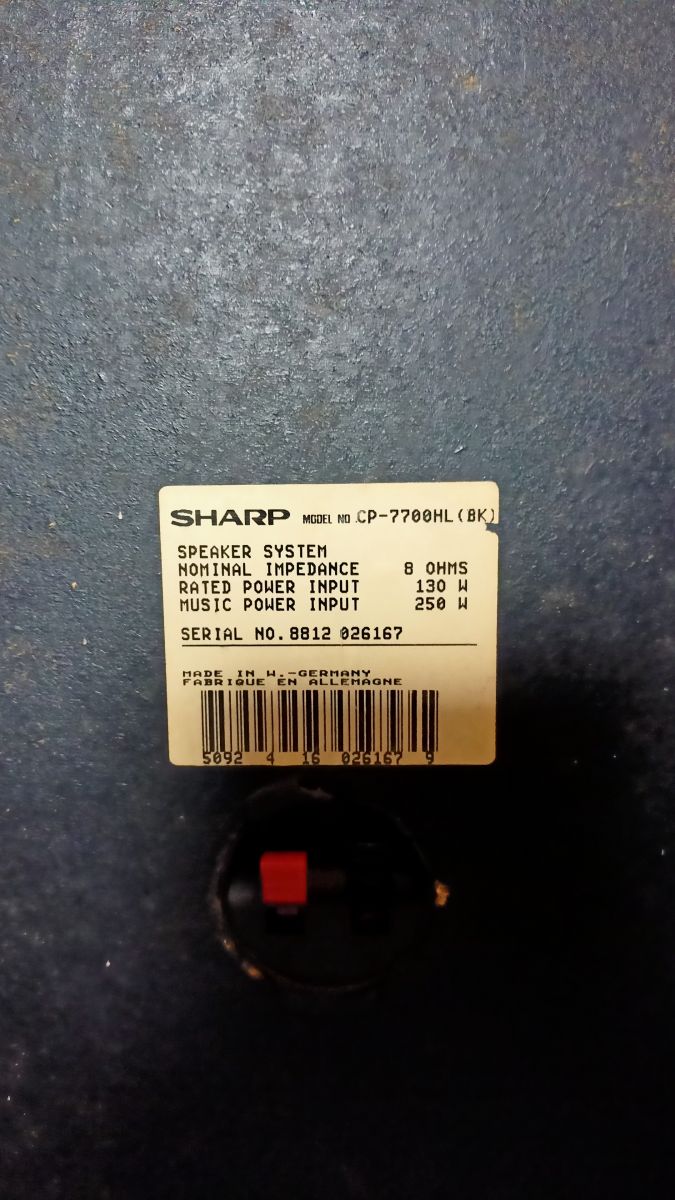 SHARP MODEL NO. CP-7700HL(BK)
SPEAKER SYSTEM
NOMINAL IMPEDANCE 8 OHMS
RATED POWER INPUT 130 W
MUSIC POWER INPUT 250 W
SERIAL NO. 8812 026167
MADE IN W.-GERMANY
FABRIQUE EN ALLEMAGNE
5092 4 16 026167 9